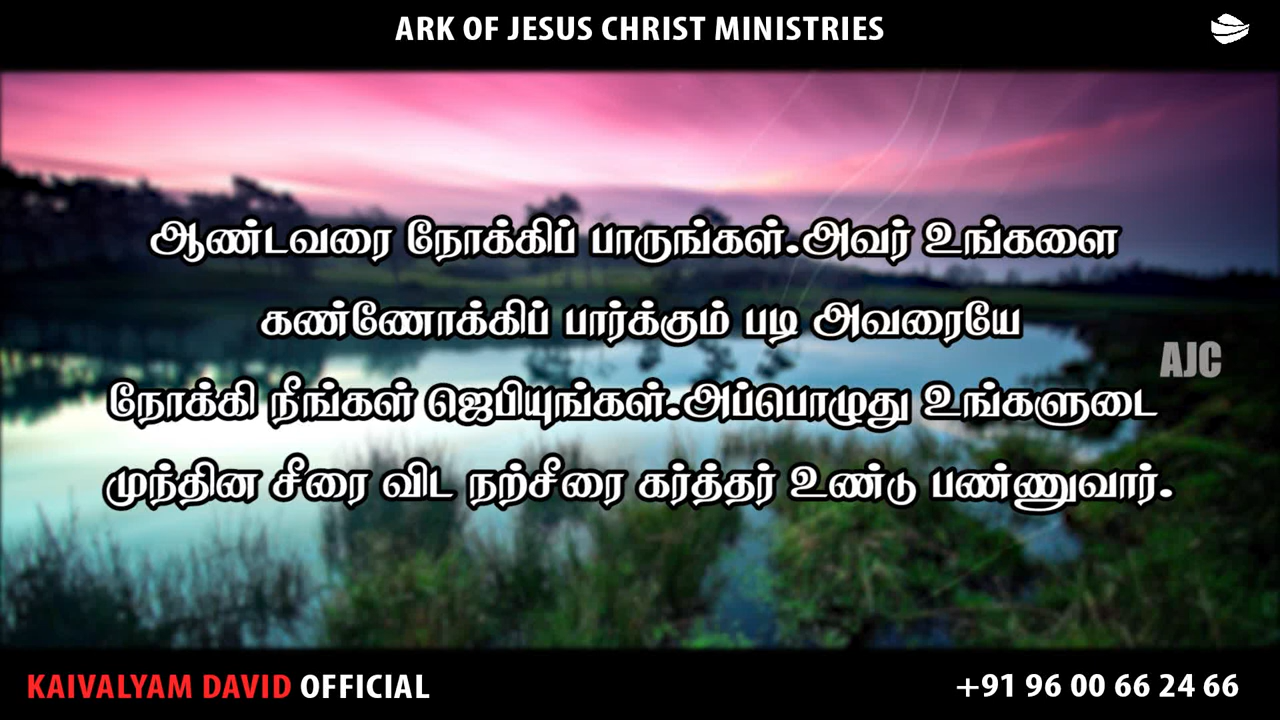 ARK OF JESUS CHRIST MINISTRIES
ஆண்டவரை நோக்கிப் பாருங்கள்.அவர் உங்களை
கண்ணோக்கிப் பார்க்கும் படி அவரையே
AJC
நோக்கி நீங்கள் ஜெபியுங்கள்.அப்பொழுது உங்களுடை
முந்தின சீரை விட நற்சீரை கர்த்தர் உண்டு பண்ணுவார்.
KAIVALYAM DAVID OFFICIAL
+91 96 00 66 24 66